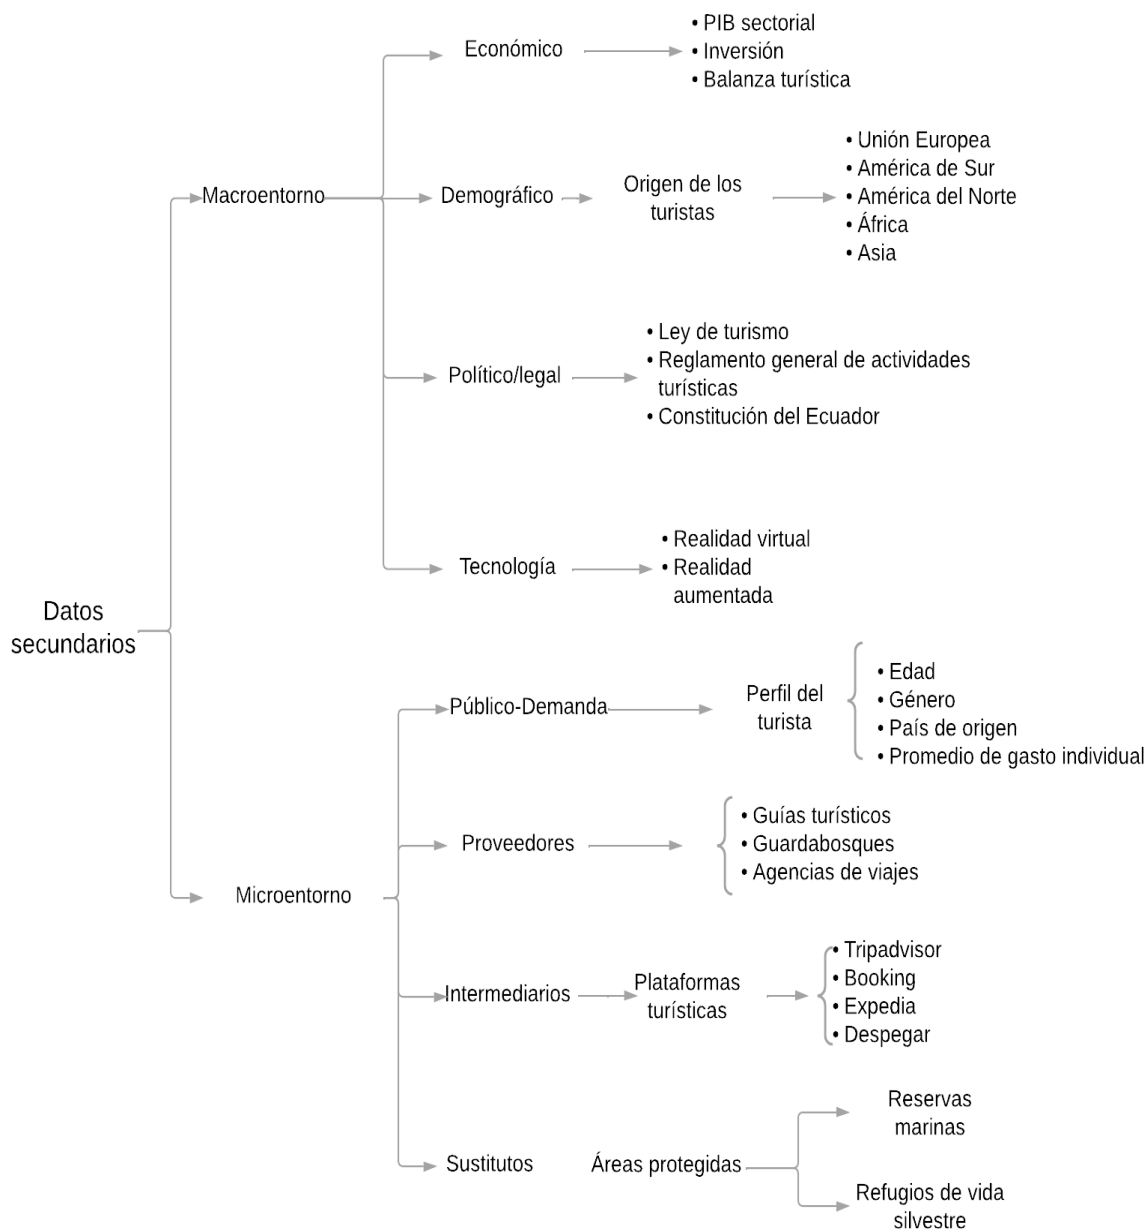 Económico
• PIB sectorial
• Inversión
• Balanza turística
Macroentorno
Demográfico
Origen de los
turistas
• Unión Europea
• América de Sur
• América del Norte
• África
• Asia
Político/legal
• Ley de turismo
• Reglamento general de actividades
turísticas
• Constitución del Ecuador
Tecnología
• Realidad virtual
• Realidad
aumentada
Datos
secundarios
Público-Demanda
Perfil del
turista
• Edad
• Género
• País de origen
• Promedio de gasto individual
Proveedores
• Guías turísticos
• Guardabosques
• Agencias de viajes
Microentorno
Intermediarios
Plataformas
turísticas
• Tripadvisor
• Booking
• Expedia
• Despegar
Sustitutos
Áreas protegidas
Reservas
marinas
Refugios de vida
silvestre